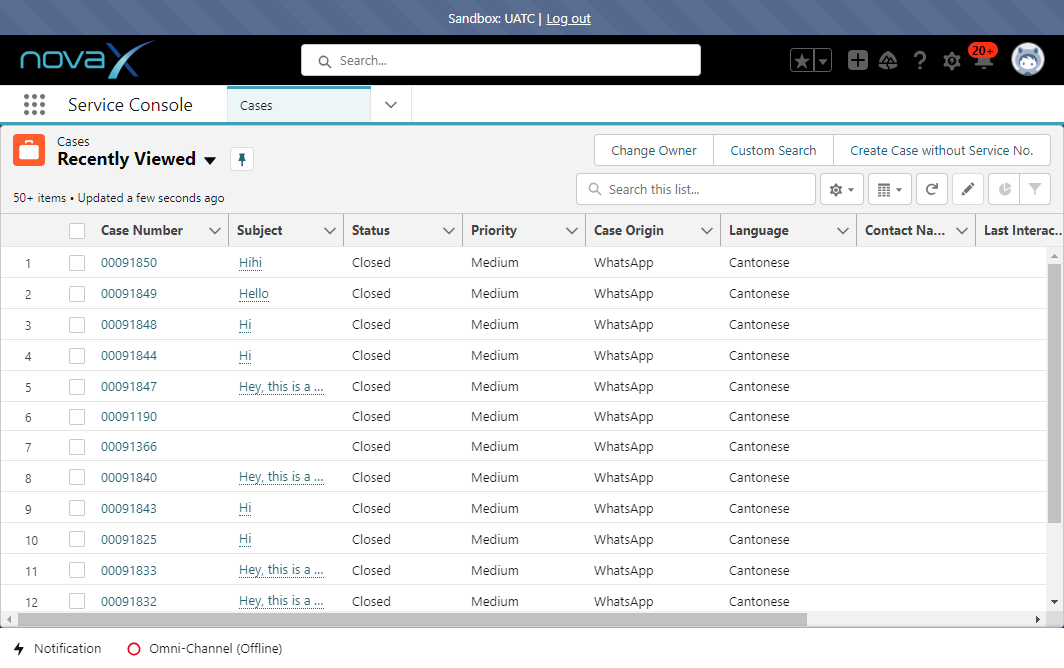 Sandbox: UATC | Log out
novaX
Search...
20+
Service Console
Cases
Cases
Recently Viewed
Change Owner
Custom Search
Create Case without Service No.
50+ items • Updated a few seconds ago
Search this list...
Case Number Subject Status Priority Case Origin Language Contact Na... Last Interac...
1 00091850 Hihi Closed Medium WhatsApp Cantonese
2 00091849 Hello Closed Medium WhatsApp Cantonese
3 00091848 Hi Closed Medium WhatsApp Cantonese
4 00091844 Hi Closed Medium WhatsApp Cantonese
5 00091847 Hey, this is a ... Closed Medium WhatsApp Cantonese
6 00091190 Closed Medium WhatsApp Cantonese
7 00091366 Closed Medium WhatsApp Cantonese
8 00091840 Hey, this is a ... Closed Medium WhatsApp Cantonese
9 00091843 Hi Closed Medium WhatsApp Cantonese
10 00091825 Hi Closed Medium WhatsApp Cantonese
11 00091833 Hey, this is a ... Closed Medium WhatsApp Cantonese
12 00091832 Hey, this is a ... Closed Medium WhatsApp Cantonese
Notification
Omni-Channel (Offline)